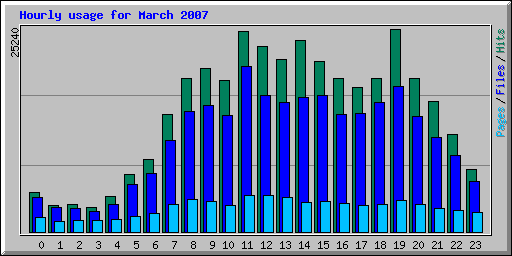 Hourly usage for March 2007
25240
Pages / Files / Hits
0 1 2 3 4 5 6 7 8 9 10 11 12 13 14 15 16 17 18 19 20 21 22 23